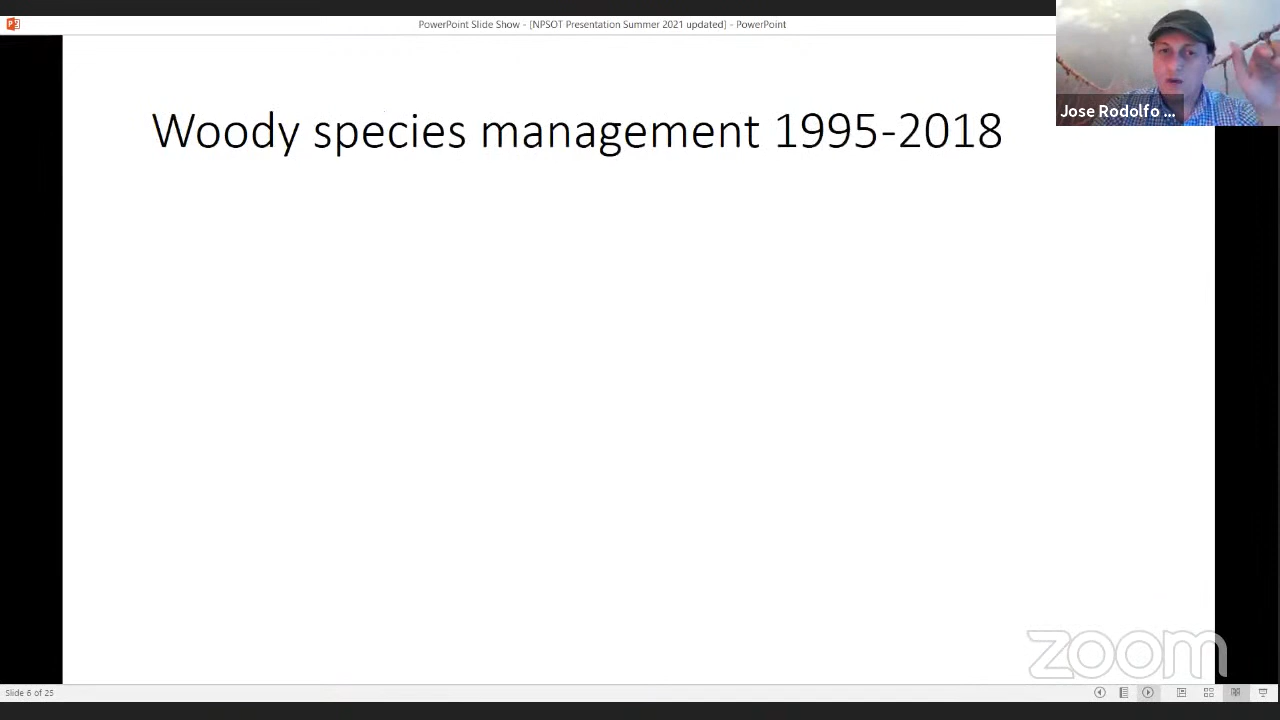 PowerPoint Slide Show - [NPSOT Presentation Summer 2021 updated] - PowerPoint
Jose Rodolfo ...
Woody species management 1995-2018
zoom
Slide 6 of 25